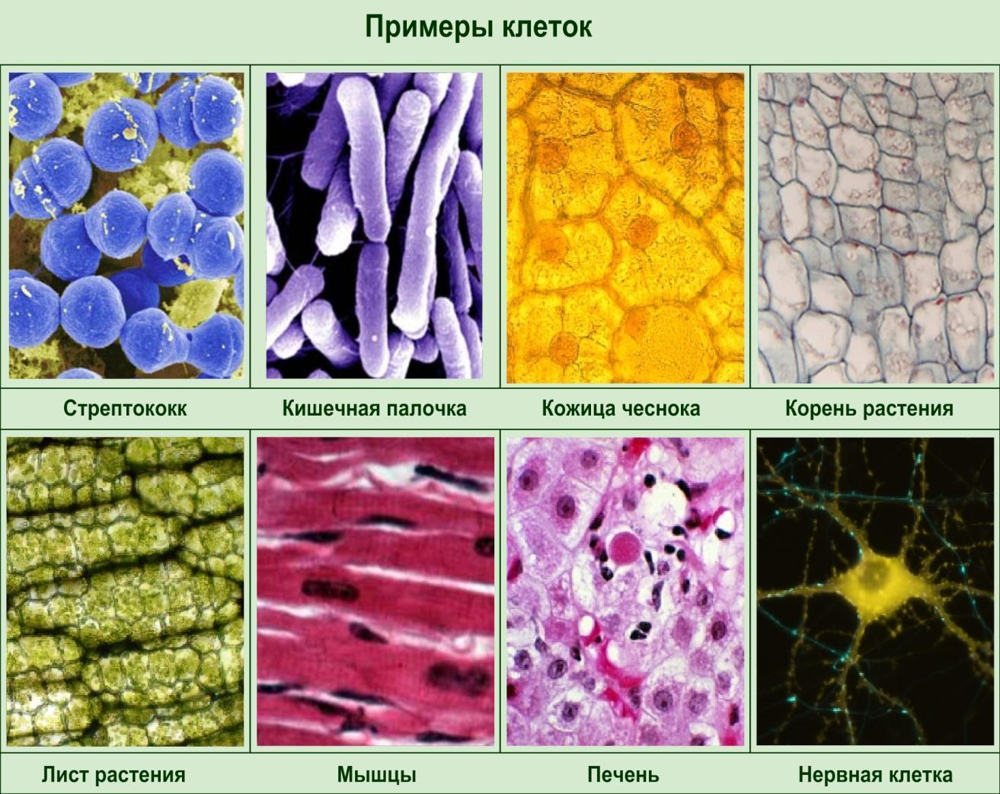 Примеры клеток
Стрептококк
Кишечная палочка
Кожица чеснока
Корень растения
Лист растения
Мышцы
Печень
Нервная клетка